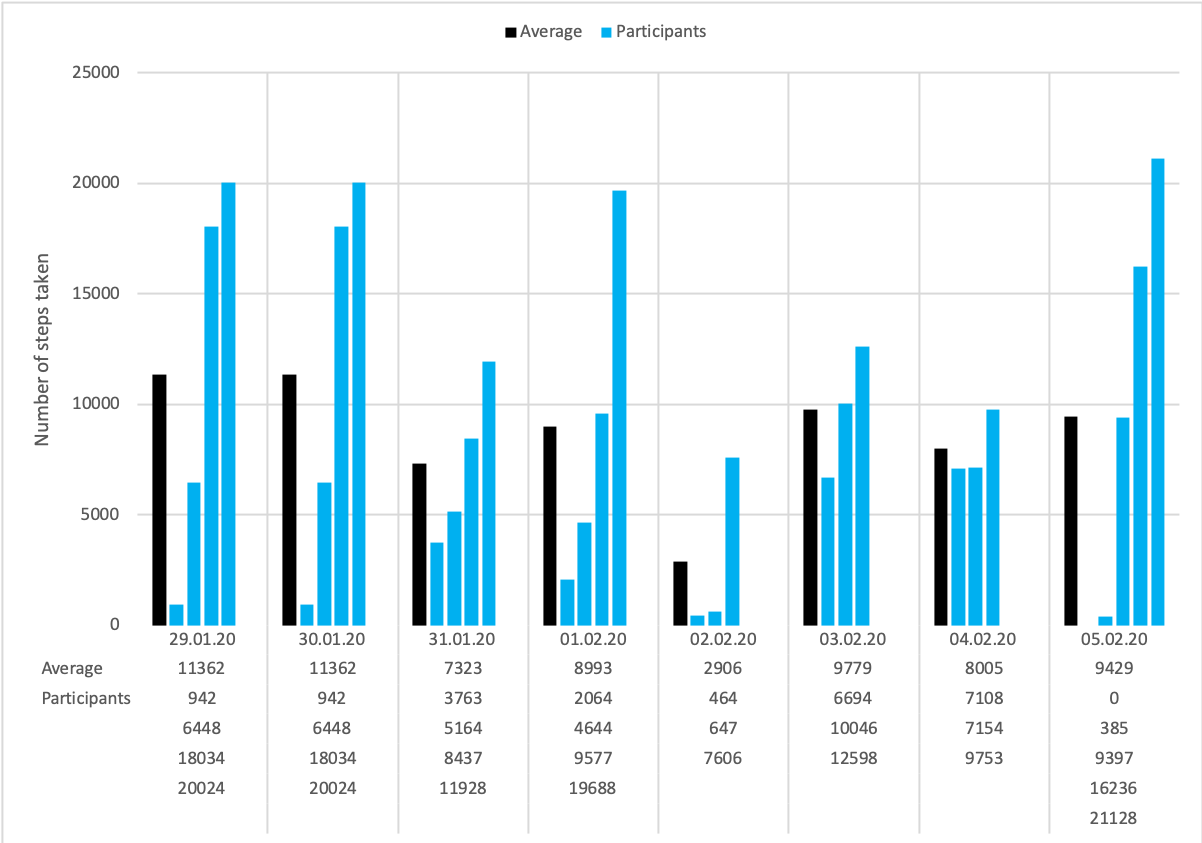 Average Participants
25000
20000
15000
10000
5000
0
Number of steps taken
29.01.20 30.01.20 31.01.20 01.02.20 02.02.20 03.02.20 04.02.20 05.02.20
Average 11362 11362 7323 8993 2906 9779 8005 9429
Participants 942 942 3763 2064 464 6694 7108 0
6448 6448 5164 4644 647 10046 7154 385
18034 18034 8437 9577 7606 12598 9753 9397
20024 20024 11928 19688 16236
21128